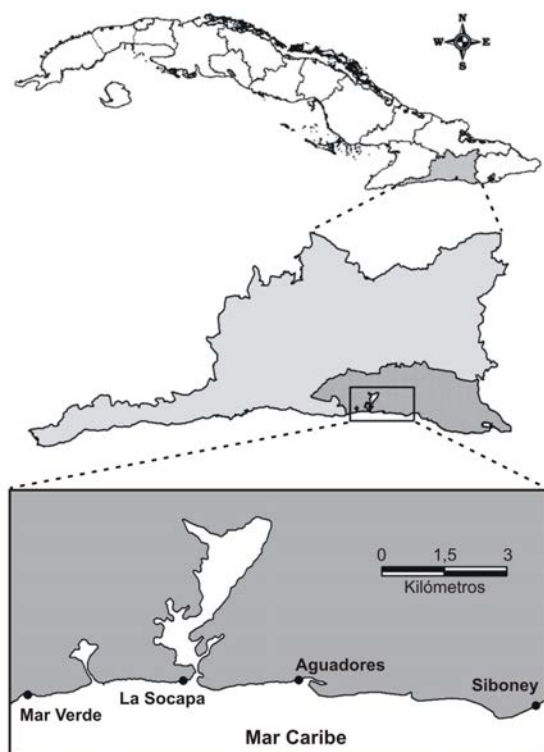 N
W E
S
0 1,5 3
Kilómetros
Aguadores
Siboney
La Socapa
Mar Verde
Mar Caribe